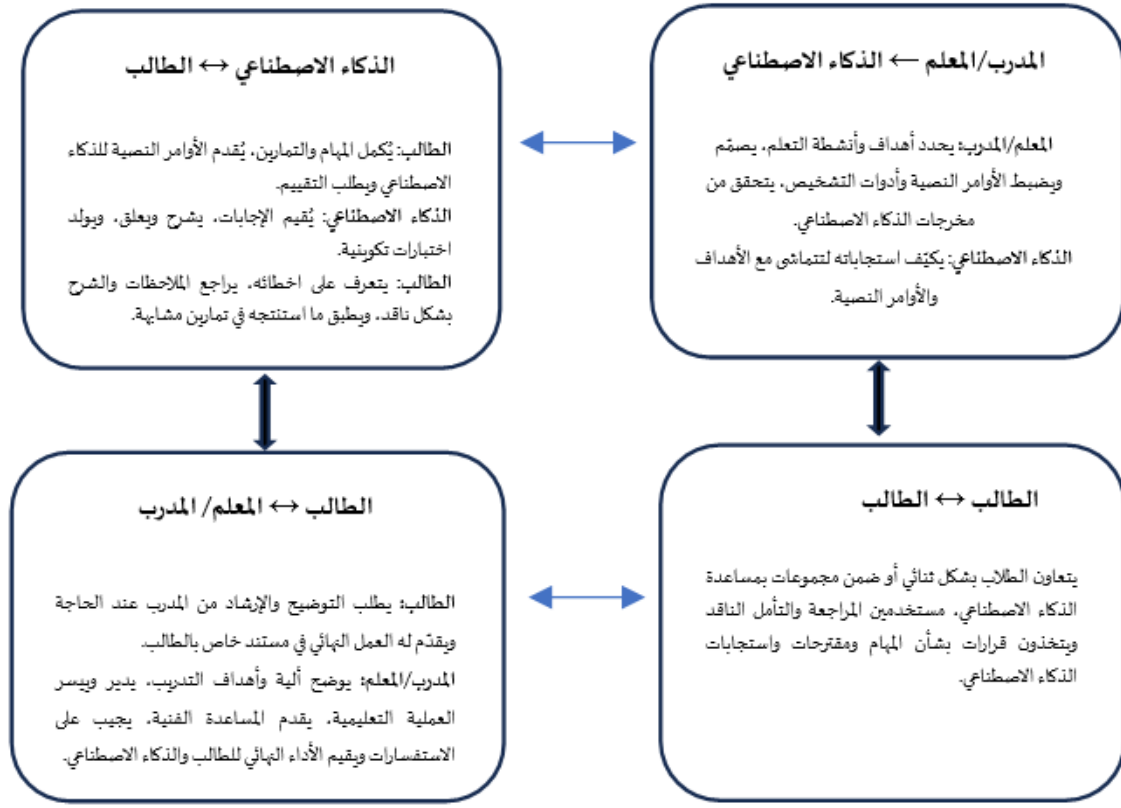 المدرب/المعلم ← الذكاء الاصطناعي
المعلم/المدرب: يحدد أهداف وأنشطة التعلم، يصمّم
ويضبط الأوامر النصية وأدوات التشخيص، يتحقق من
مخرجات الذكاء الاصطناعي.
الذكاء الاصطناعي: يكيّف استجاباته لتتماشى مع الأهداف
والأوامر النصية.
الذكاء الاصطناعي ↔ الطالب
الطالب: يُكمل المهام والتمارين، يُقدم الأوامر النصية للذكاء
الاصطناعي ويطلب التقييم.
الذكاء الاصطناعي: يُقيم الإجابات، يشرح ويعلق، ويولد
اختبارات تكوينية.
الطالب: يتعرف على اخطائه، يراجع الملاحظات والشرح
بشكل ناقد، ويطبق ما استنتجه في تمارين مشابهة.
الطالب ↔ الطالب
يتعاون الطلاب بشكل ثنائي أو ضمن مجموعات بمساعدة
الذكاء الاصطناعي، مستخدمين المراجعة والتأمل الناقد
ويتخذون قرارات بشأن المهام ومقترحات واستجابات
الذكاء الاصطناعي.
الطالب ↔ المعلم/ المدرب
الطالب: يطلب التوضيح والإرشاد من المدرب عند الحاجة
ويقدّم له العمل النهائي في مستند خاص بالطالب.
المدرب/المعلم: يوضح ألية وأهداف التدريب، يدير وييسر
العملية التعليمية، يقدم المساعدة الفنية، يجيب على
الاستفسارات ويقيم الأداء النهائي للطالب والذكاء الاصطناعي.